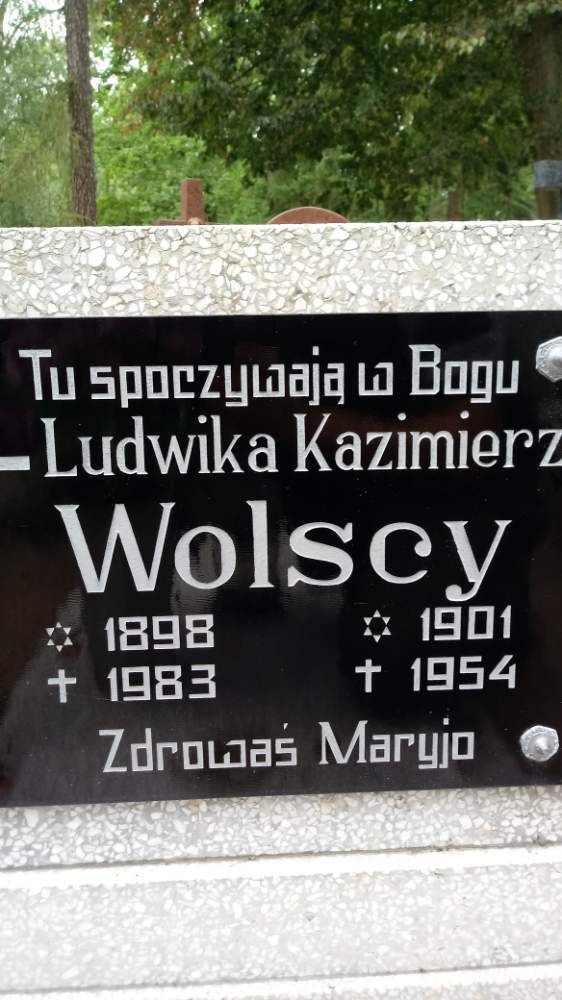 Tu spoczywają w Bogu
Ludwika Kazimierz
Wolscy
✡ 1898 ✡ 1901
† 1983 † 1954
Zdrowaś Maryjo